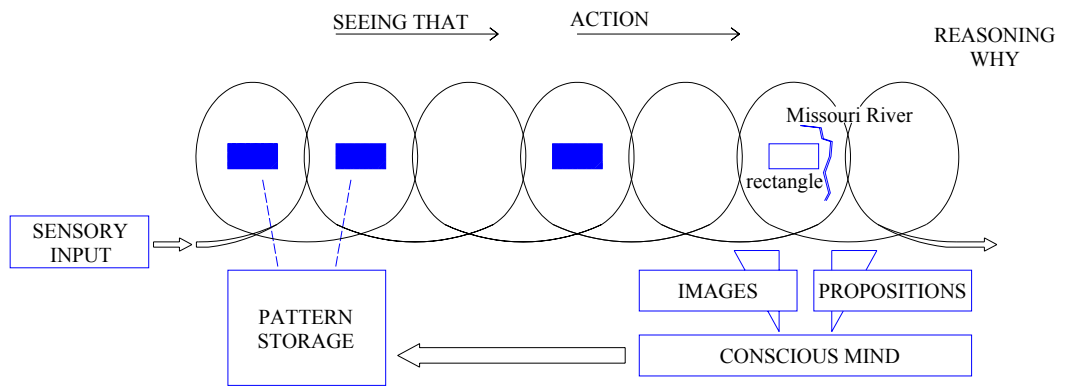 SEEING THAT
ACTION
REASONING
WHY
Missouri River
rectangle
SENSORY
INPUT
PATTERN
STORAGE
IMAGES
PROPOSITIONS
CONSCIOUS MIND